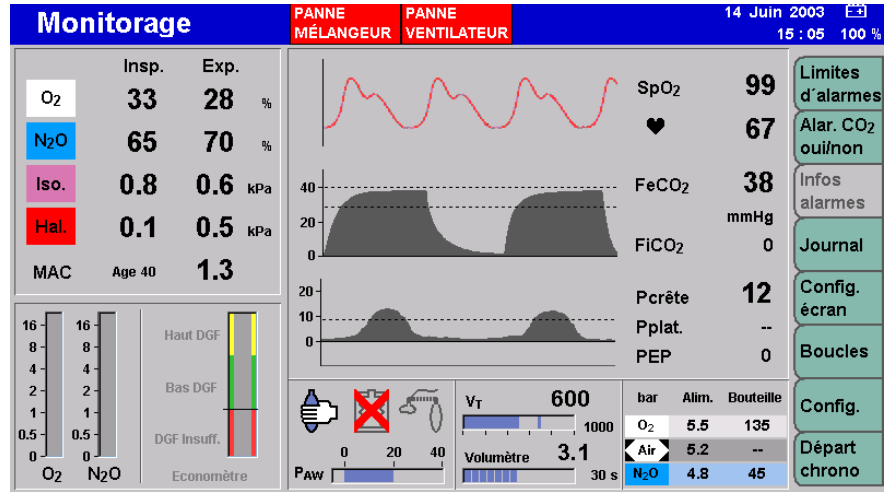 Monitorage
PANNE MÉLANGEUR
PANNE VENTILATEUR
14 Juin 2003
15 : 05 100 %
Insp. Exp.
O2 33 28 %
N2O 65 70 %
Iso. 0.8 0.6 kPa
Hal. 0.1 0.5 kPa
MAC Age 40 1.3
16 16
8 8
4 4
2 2
1 1
0.5 0.5
0 0
O2 N2O
Haut DGF
Bas DGF
DGF Insuff.
Economètre
SpO2 99
67
40
20
0
FeCO2 38
mmHg
FiCO2 0
20
10
0
Pcrête 12
Pplat. --
PEP 0
0 20 40
PAW
VT 600
1000
Volumètre 3.1
30 s
bar Alim. Bouteille
O2 5.5 135
Air 5.2 --
N2O 4.8 45
Limites
d´alarmes
Alar. CO2
oui/non
Infos
alarmes
Journal
Config.
écran
Boucles
Config.
Départ
chrono